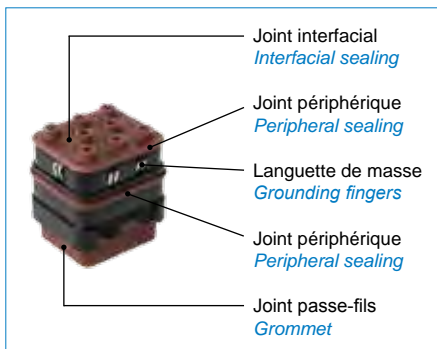 Joint interfacial
Interfacial sealing
Joint périphérique
Peripheral sealing
Languette de masse
Grounding fingers
Joint périphérique
Peripheral sealing
Joint passe-fils
Grommet